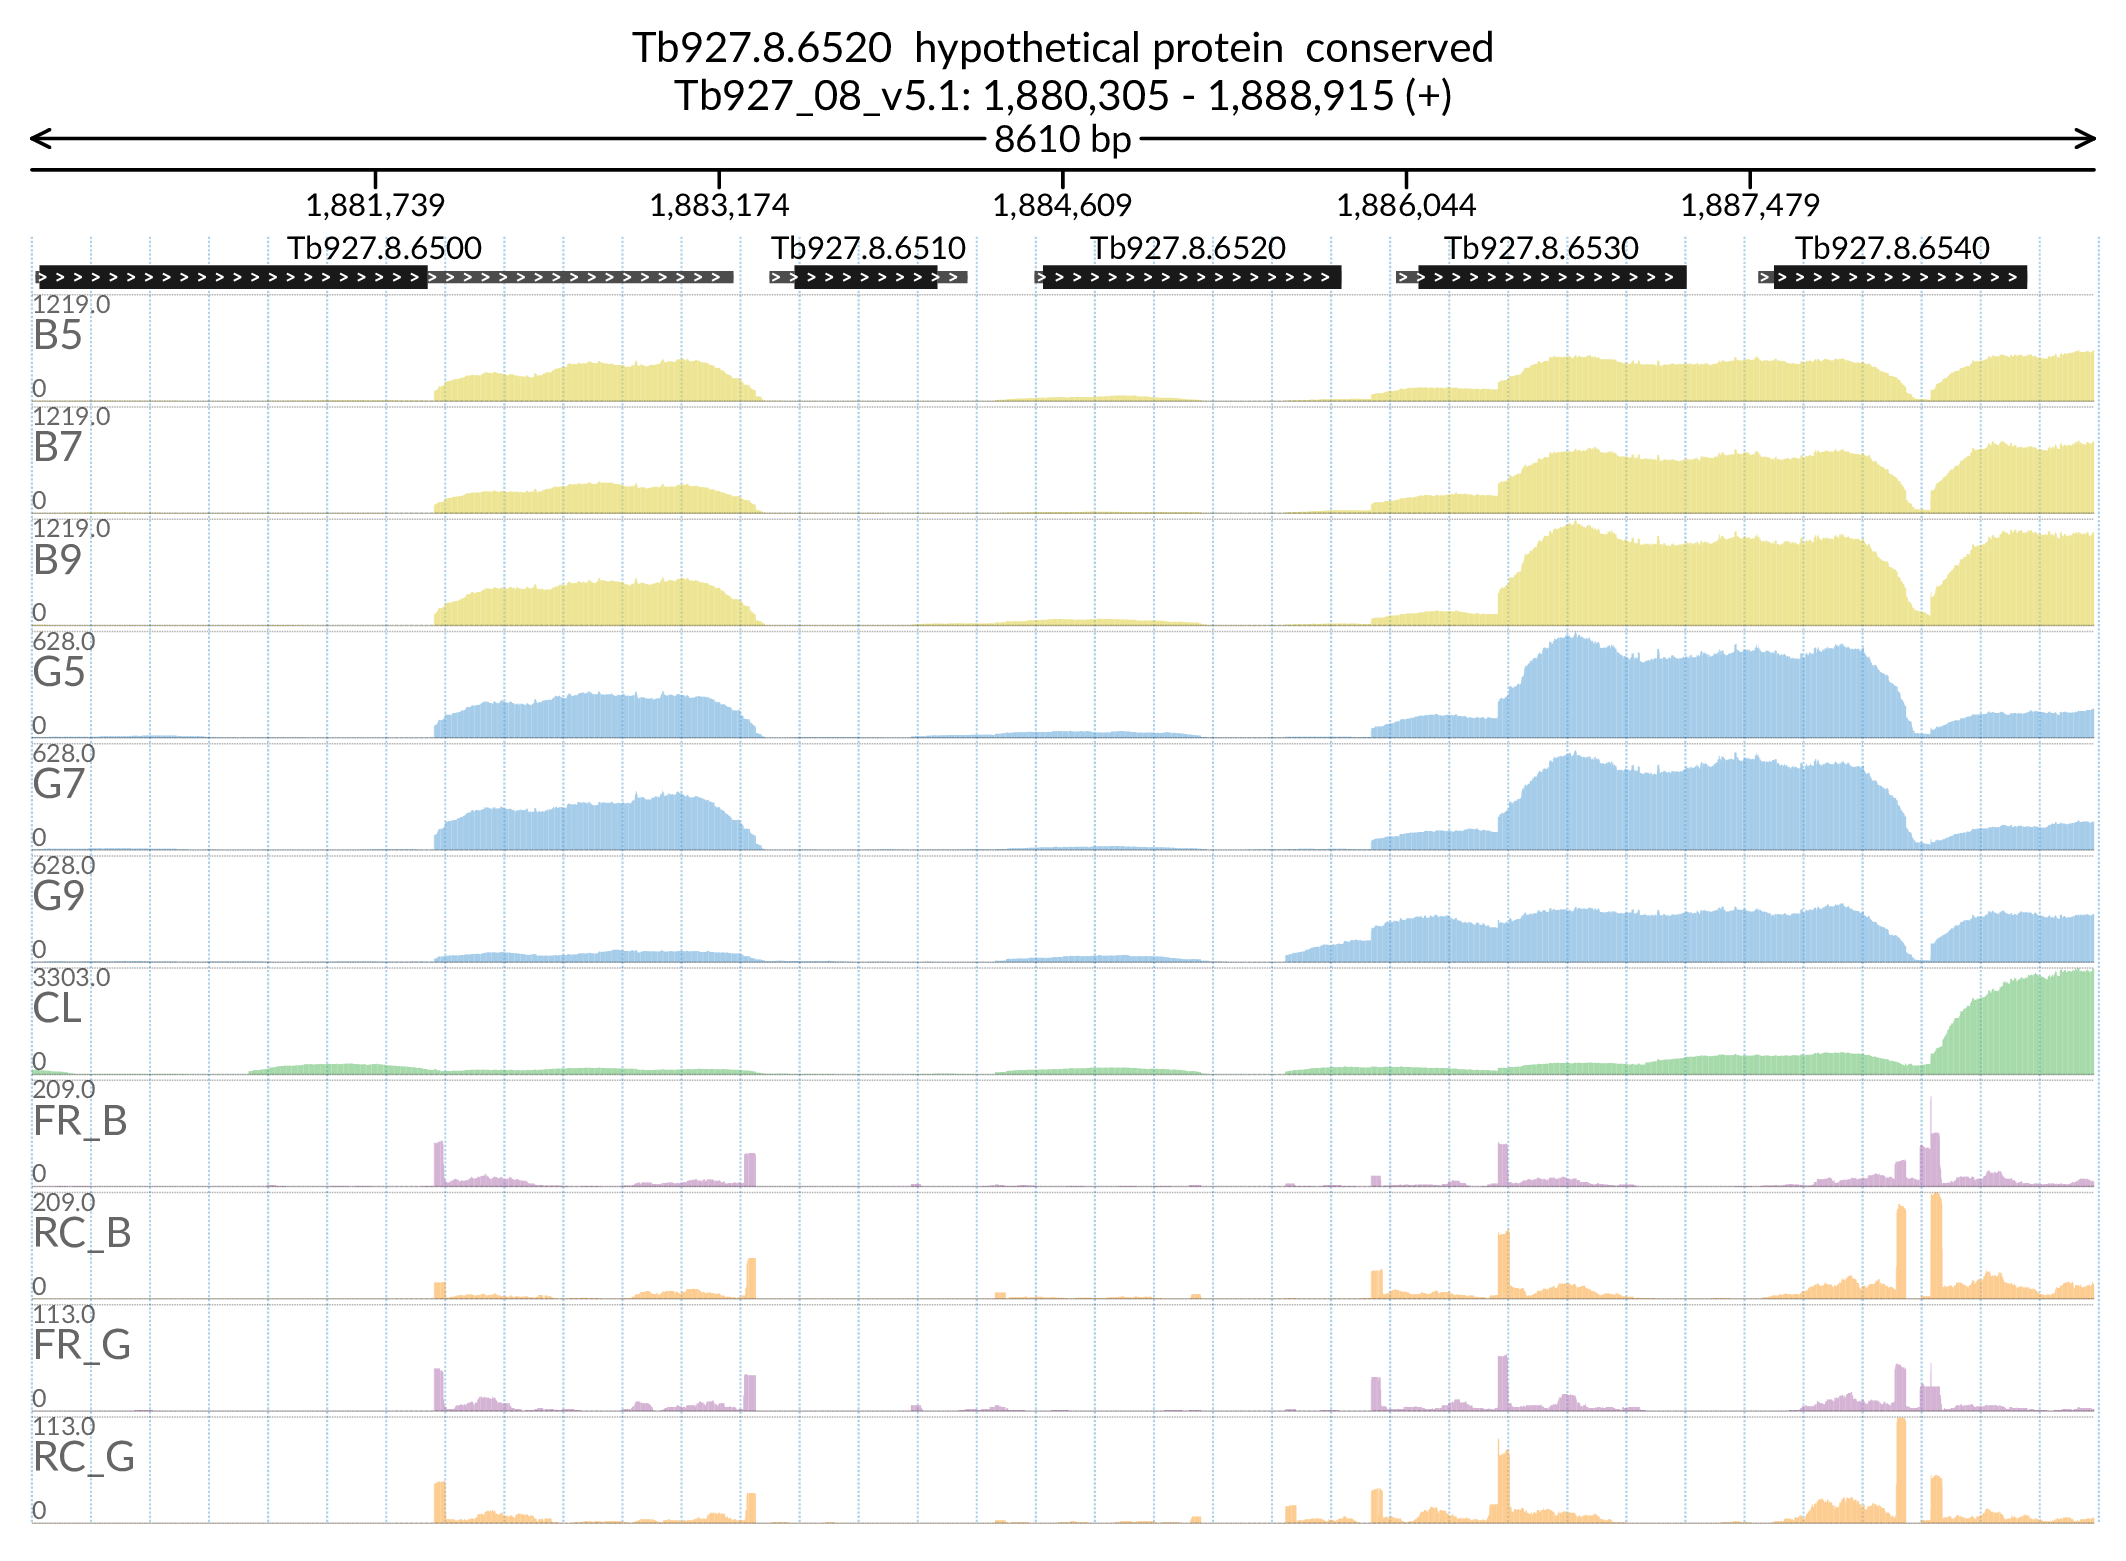 Tb927.8.6520  hypothetical protein  conserved
Tb927_08_v5.1: 1,880,305 - 1,888,915 (+)
8610 bp
1,881,739 1,883,174 1,884,609 1,886,044 1,887,479
Tb927.8.6500 Tb927.8.6510 Tb927.8.6520 Tb927.8.6530 Tb927.8.6540
1219.0
B5
0
1219.0
B7
0
1219.0
B9
0
628.0
G5
0
628.0
G7
0
628.0
G9
0
3303.0
CL
0
209.0
FR_B
0
209.0
RC_B
0
113.0
FR_G
0
113.0
RC_G
0